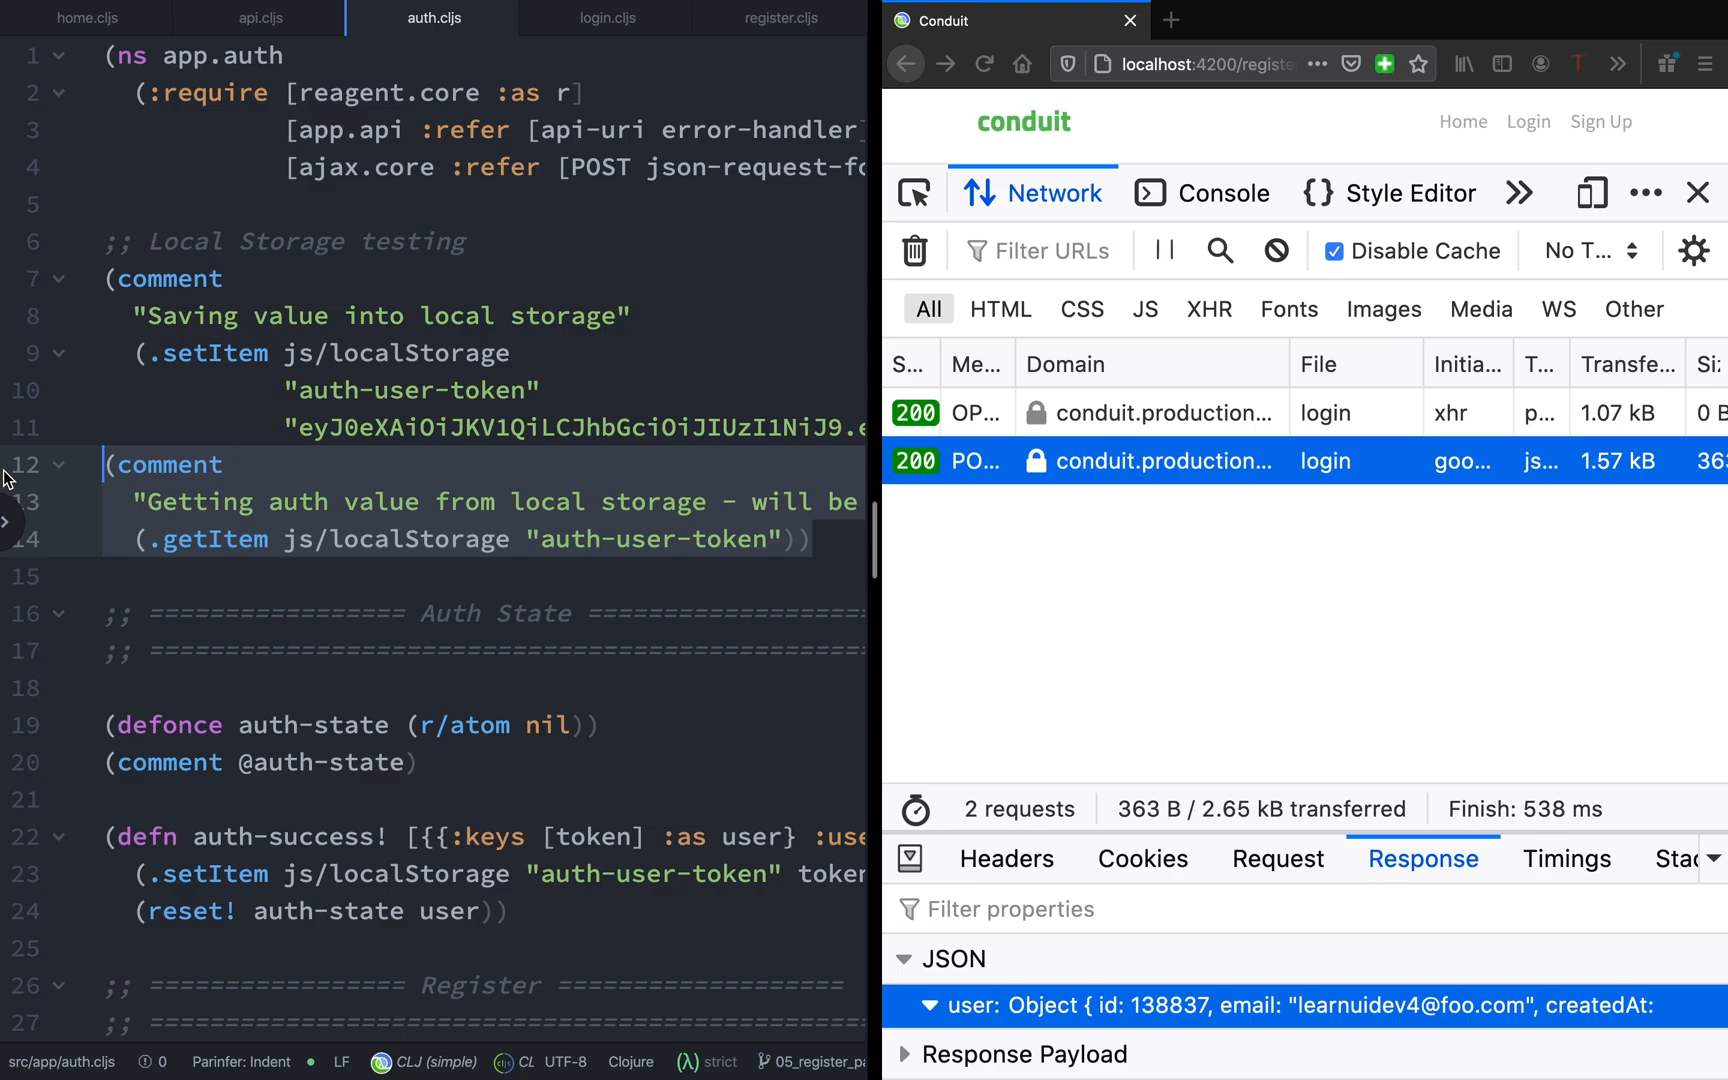 home.cljs api.cljs auth.cljs login.cljs register.cljs
1 (ns app.auth
2 (:require [reagent.core :as r]
3 [app.api :refer [api-uri error-handler]
4 [ajax.core :refer [POST json-request-fo
5
6 ;; Local Storage testing
7 (comment
8 "Saving value into local storage"
9 (.setItem js/localStorage
10 "auth-user-token"
11 "eyJ0eXAiOiJKV1QiLCJhbGciOiJIUzI1NiJ9.e
12 (comment
13 "Getting auth value from local storage - will be
14 (.getItem js/localStorage "auth-user-token"))
15
16 ;; ================= Auth State ===================
17 ;; =================================================
18
19 (defonce auth-state (r/atom nil))
20 (comment @auth-state)
21
22 (defn auth-success! [{{:keys [token] :as user} :use
23 (.setItem js/localStorage "auth-user-token" token
24 (reset! auth-state user))
25
26 ;; ================= Register ===================
27 ;; =================================================
src/app/auth.cljs 0 Parinfer: Indent LF CLJ (simple) cljs CL UTF-8 Clojure (λ) strict 05_register_pa
Conduit
localhost:4200/registe
conduit Home Login Sign Up
Network Console Style Editor
Filter URLs Disable Cache No T...
All HTML CSS JS XHR Fonts Images Media WS Other
S... Me... Domain File Initia... T... Transfe... Si
200 OP... conduit.production... login xhr p... 1.07 kB 0 B
200 PO... conduit.production... login goo... js... 1.57 kB 363
2 requests 363 B / 2.65 kB transferred Finish: 538 ms
Headers Cookies Request Response Timings Stac
Filter properties
JSON
user: Object { id: 138837, email: "learnuidev4@foo.com", createdAt:
Response Payload